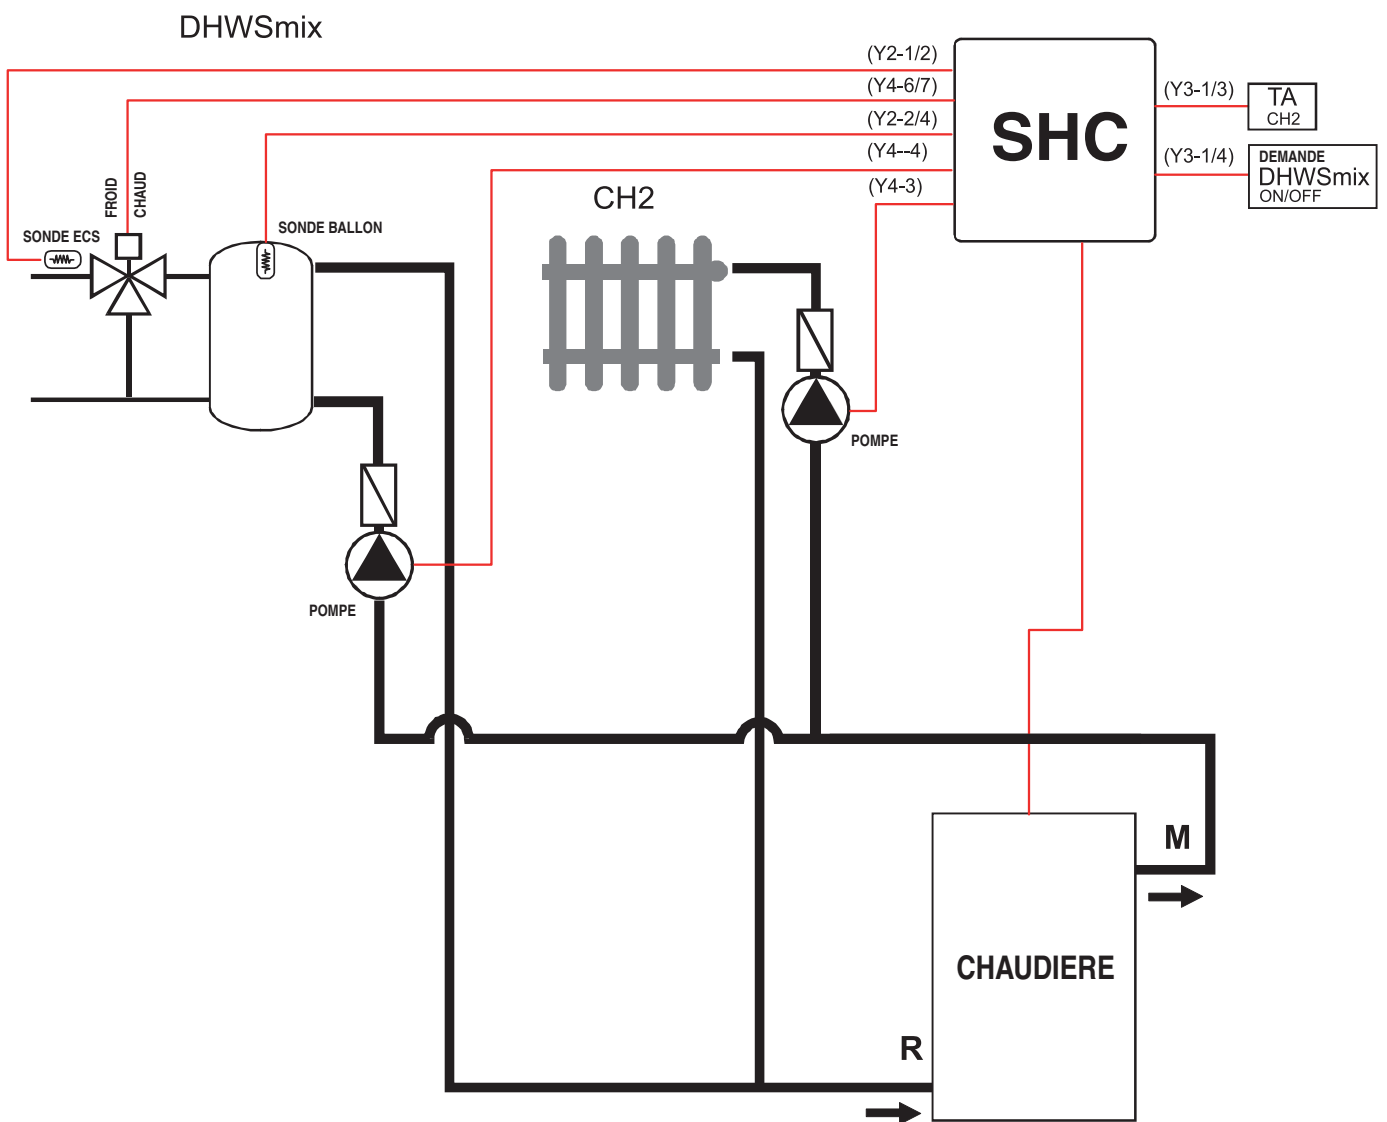 DHWSmix
(Y2-1/2)
(Y4-6/7)
(Y2-2/4)
(Y4--4)
(Y4-3)
SHC
(Y3-1/3)
TA
CH2
(Y3-1/4)
DEMANDE
DHWSmix
ON/OFF
FROID
CHAUD
SONDE ECS
SONDE BALLON
CH2
POMPE
POMPE
M
CHAUDIERE
R